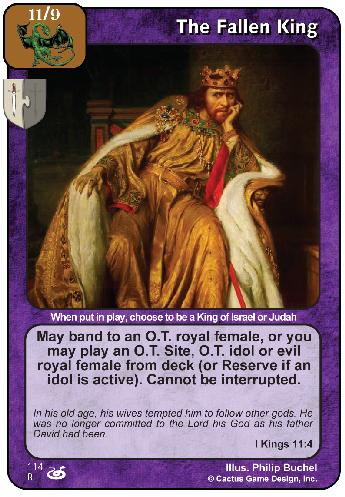 11/9
The Fallen King
When put in play, choose to be a King of Israel or Judah
May band to an O.T. royal female, or you
may play an O.T. Site, O.T. idol or evil
royal female from deck (or Reserve if an
idol is active). Cannot be interrupted.
In his old age, his wives tempted him to follow other gods. He
was no longer committed to the Lord his God as his father
David had been.
I Kings 11:4
114
R
Illus. Philip Buchel
© Cactus Game Design, Inc.